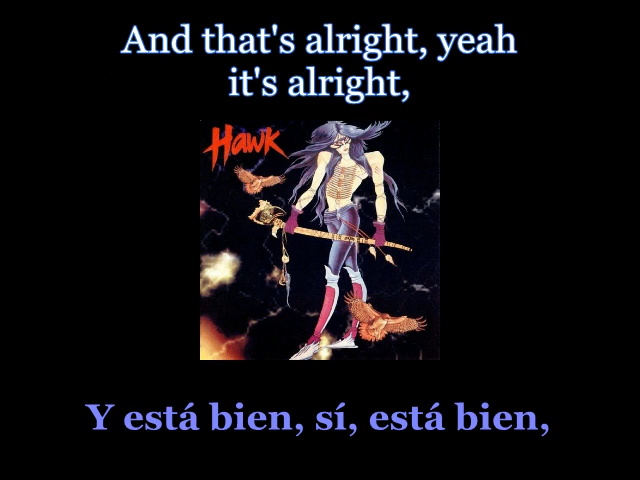 And that's alright, yeah
it's alright,
Hawk
Y está bien, sí, está bien,